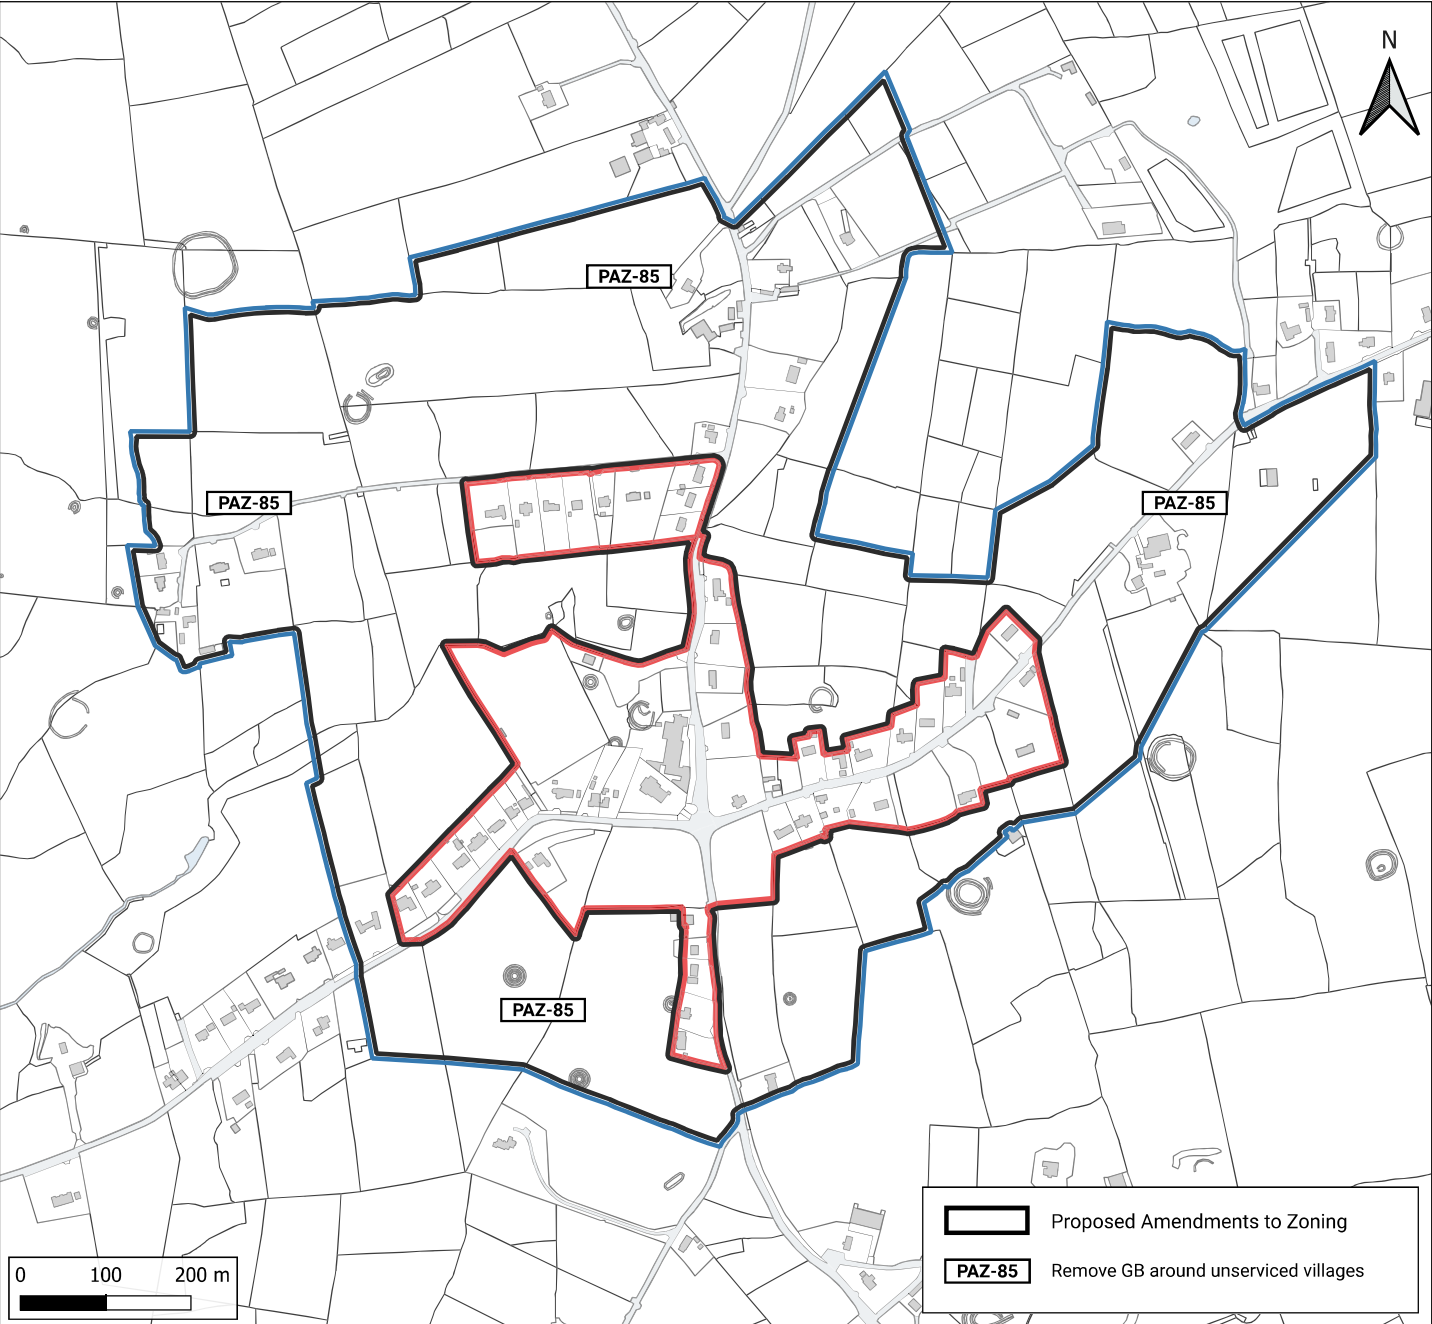 N
PAZ-85
PAZ-85
PAZ-85
PAZ-85
Proposed Amendments to Zoning
PAZ-85 Remove GB around unserviced villages
0 100 200 m